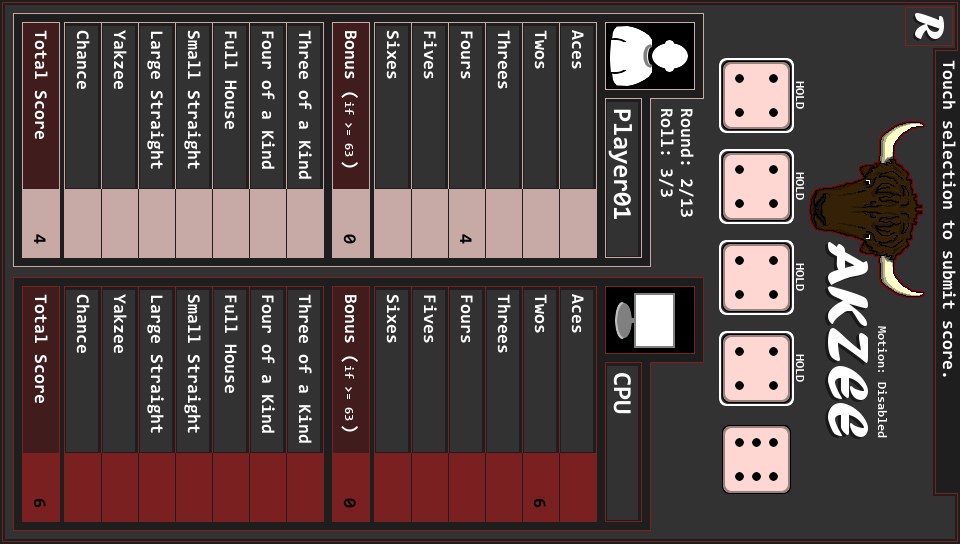 R
Touch selection to submit score.
AKZee
Motion: Disabled
HOLD
HOLD
HOLD
HOLD
Round: 2/13
Roll: 3/3
Player01
Aces
Twos
Threes
Fours 4
Fives
Sixes
Bonus (if >= 63) 0
Three of a Kind
Four of a Kind
Full House
Small Straight
Large Straight
Yakzee
Chance
Total Score 4
CPU
Aces
Twos 6
Threes
Fours
Fives
Sixes
Bonus (if >= 63) 0
Three of a Kind
Four of a Kind
Full House
Small Straight
Large Straight
Yakzee
Chance
Total Score 6